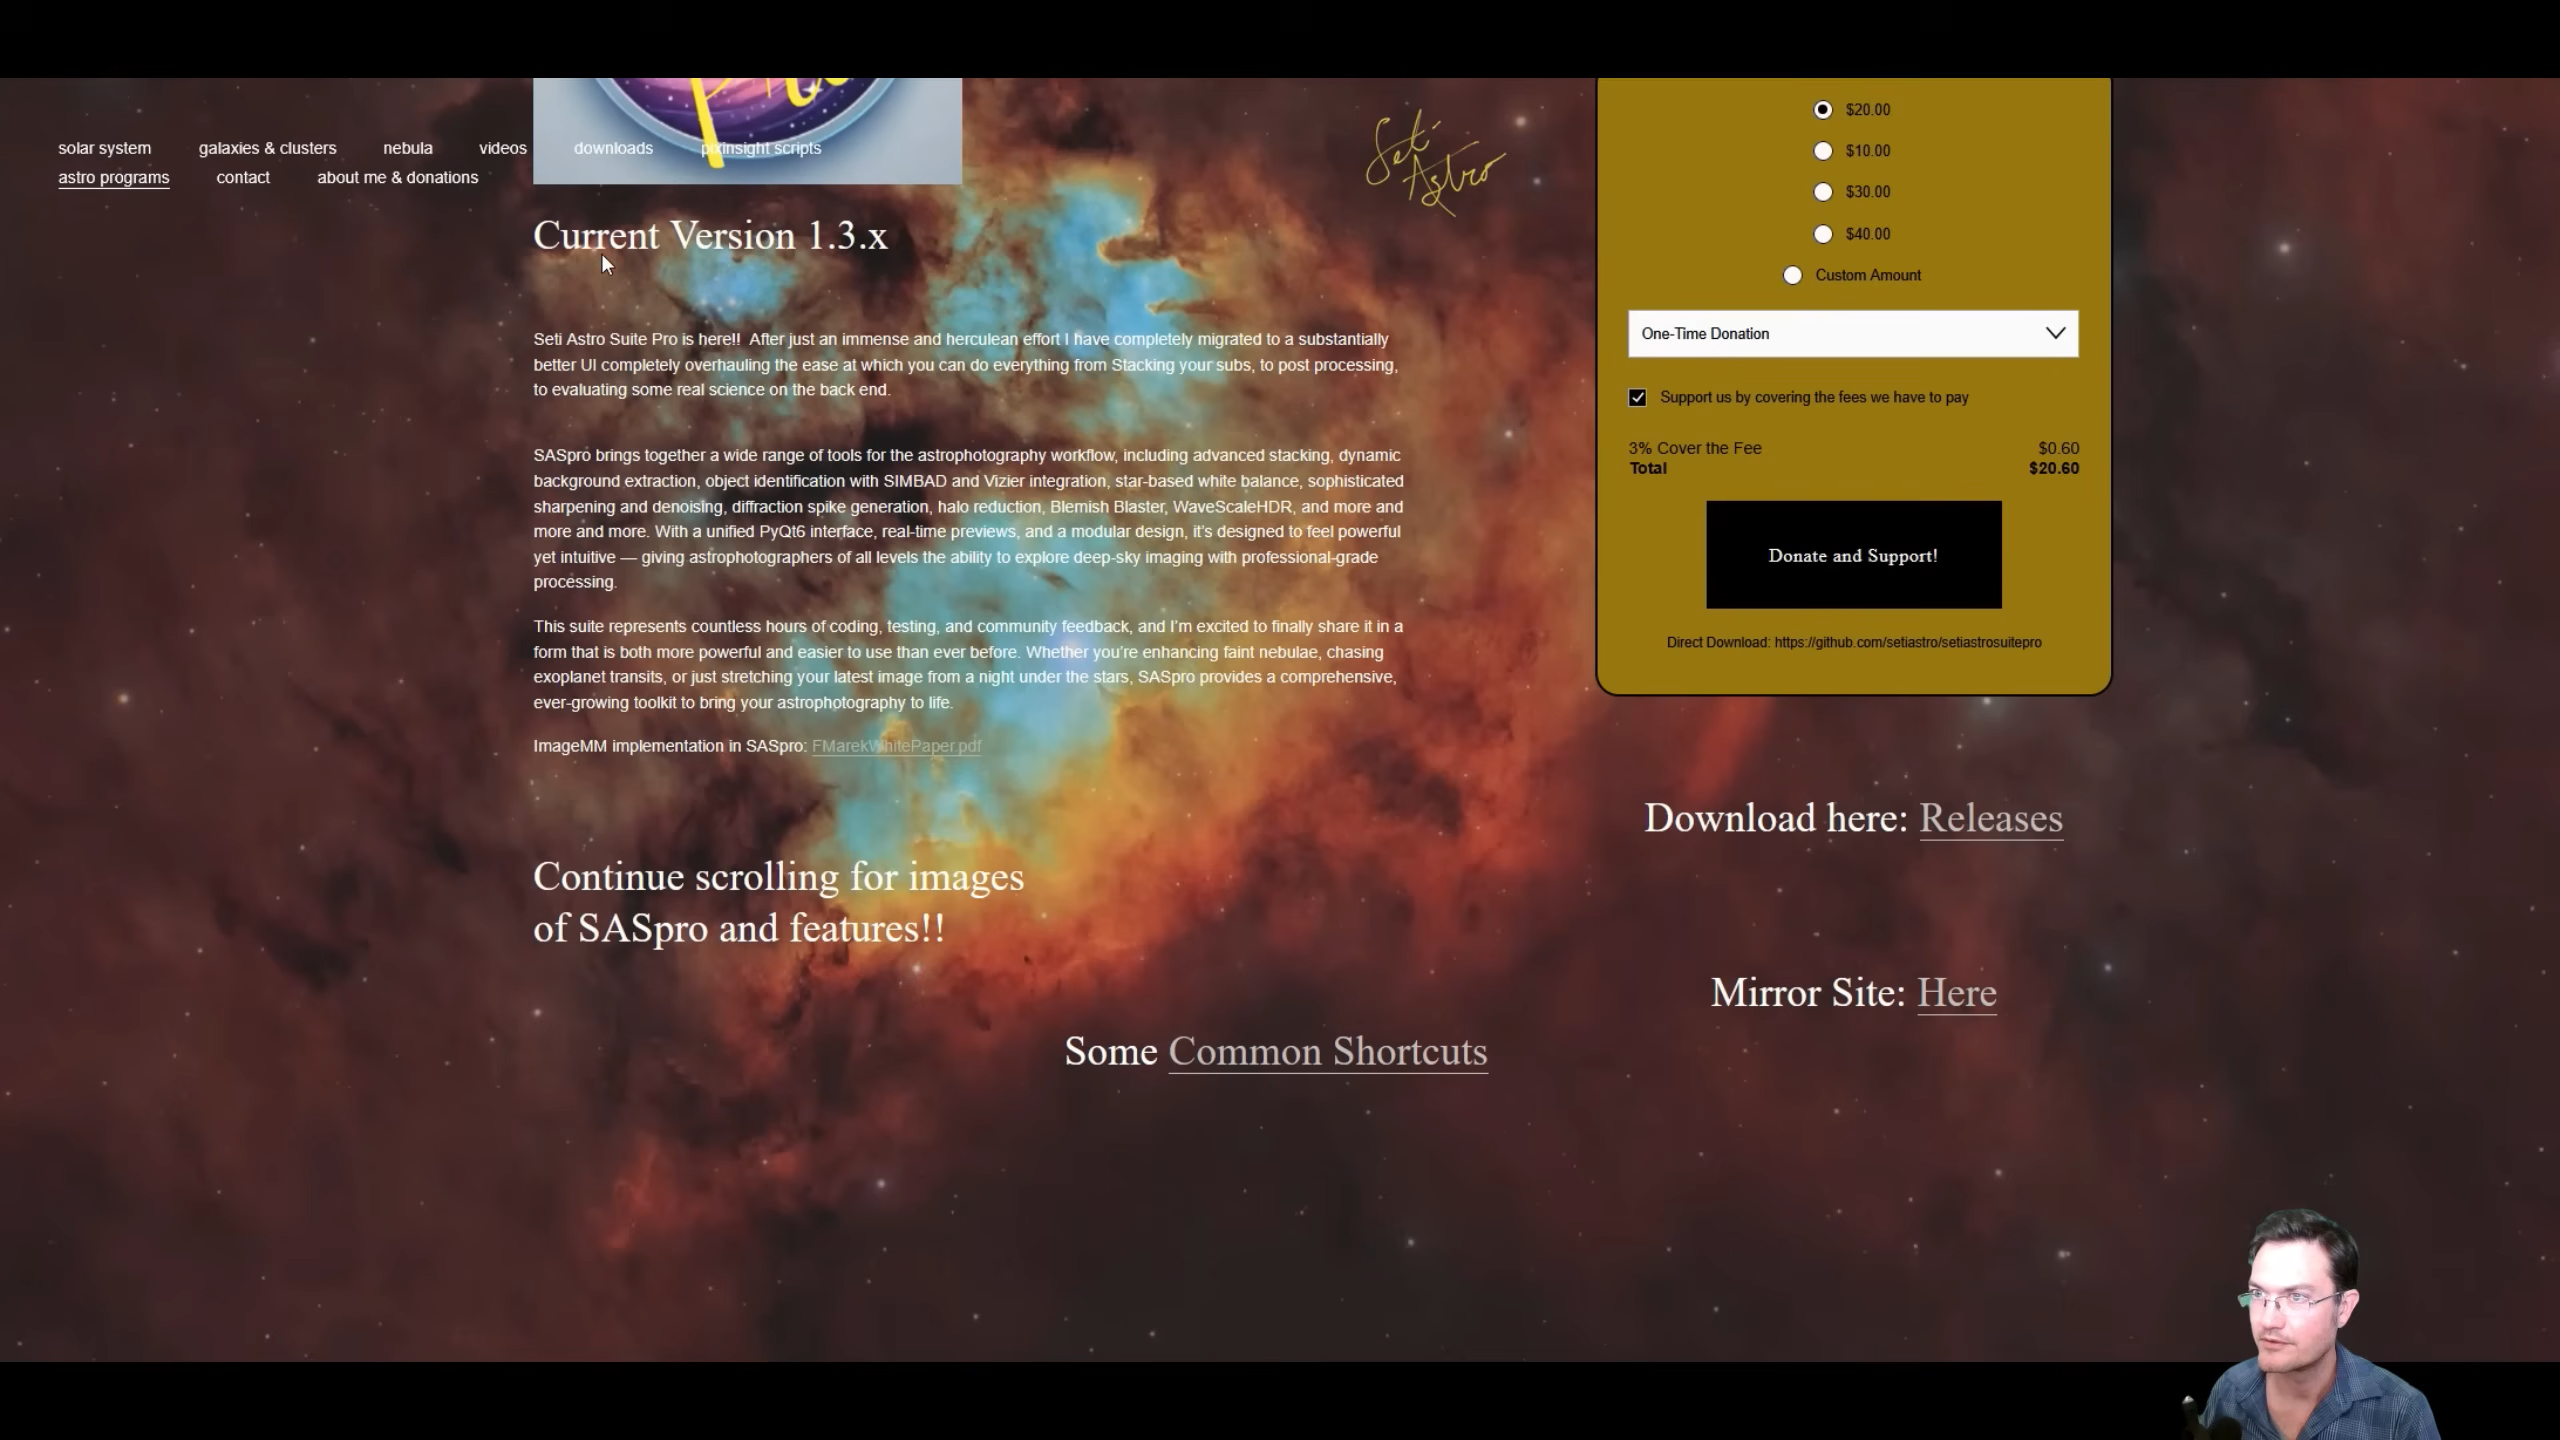 solar system galaxies & clusters nebula videos downloads pixinsight scripts
astro programs contact about me & donations
Seti
Astro
Current Version 1.3.x
Seti Astro Suite Pro is here!! After just an immense and herculean effort I have completely migrated to a substantially
better UI completely overhauling the ease at which you can do everything from Stacking your subs, to post processing,
to evaluating some real science on the back end.
SASpro brings together a wide range of tools for the astrophotography workflow, including advanced stacking, dynamic
background extraction, object identification with SIMBAD and Vizier integration, star-based white balance, sophisticated
sharpening and denoising, diffraction spike generation, halo reduction, Blemish Blaster, WaveScaleHDR, and more and
more and more. With a unified PyQt6 interface, real-time previews, and a modular design, it's designed to feel powerful
yet intuitive — giving astrophotographers of all levels the ability to explore deep-sky imaging with professional-grade
processing.
This suite represents countless hours of coding, testing, and community feedback, and I'm excited to finally share it in a
form that is both more powerful and easier to use than ever before. Whether you're enhancing faint nebulae, chasing
exoplanet transits, or just stretching your latest image from a night under the stars, SASpro provides a comprehensive,
ever-growing toolkit to bring your astrophotography to life.
ImageMM implementation in SASpro: FMarekWhitePaper.pdf
Continue scrolling for images
of SASpro and features!!
Some Common Shortcuts
$20.00
$10.00
$30.00
$40.00
Custom Amount
One-Time Donation
Support us by covering the fees we have to pay
3% Cover the Fee $0.60
Total $20.60
Donate and Support!
Direct Download: https://github.com/setiastro/setiastrosuitepro
Download here: Releases
Mirror Site: Here